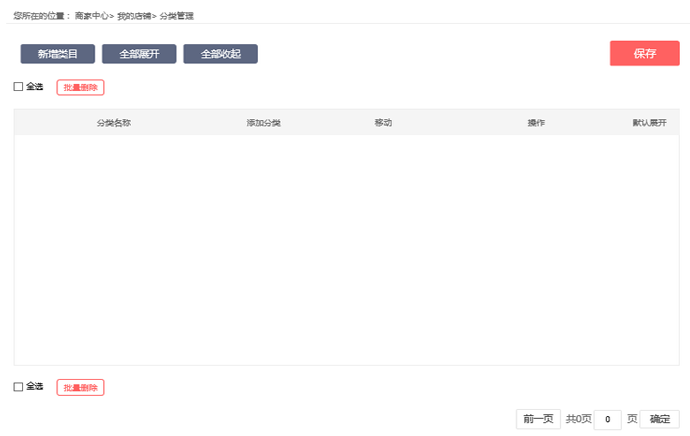 您所在的位置： 商家中心> 我的店铺> 分类管理
新增类目 全部展开 全部收起 保存
全选 批量删除
分类名称 添加分类 移动 操作 默认展开
全选 批量删除
前一页 共0页 0 页 确定